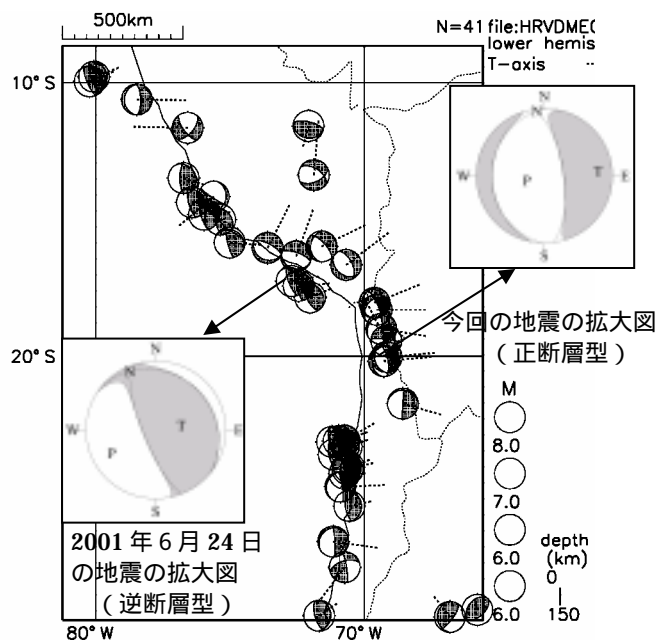 500km
N=41 file:HRVDME(
lower hemis
T-axis
10° S
N
N
W
P
T
E
S
今回の地震の拡大図
（正断層型）
20° S
N
N
W
P
T
E
S
2001 年 6 月 24 日
の地震の拡大図
（逆断層型）
M
8.0
7.0
6.0
6.0
depth
(km)
0
150
80° W
70° W